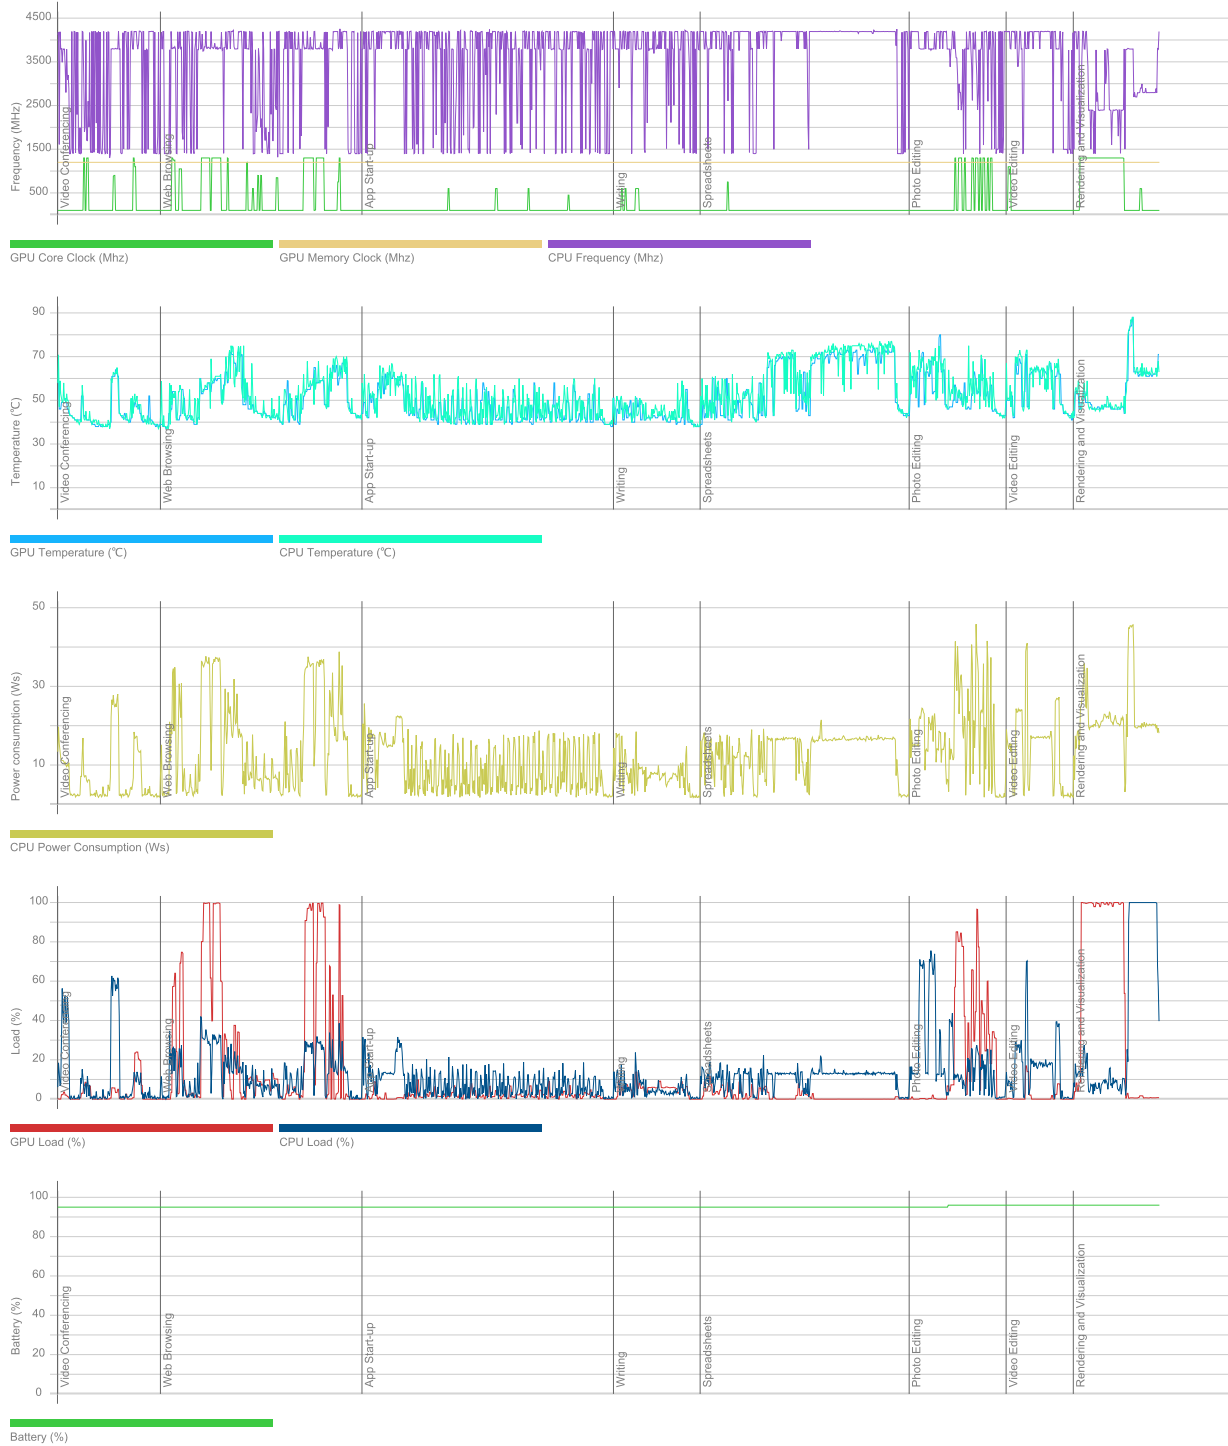 4500
3500
2500
1500
500
Frequency (MHz)
Video Conferencing
Web Browsing
App Start-up
Writing
Spreadsheets
Photo Editing
Video Editing
Rendering and Visualization
GPU Core Clock (Mhz)
GPU Memory Clock (Mhz)
CPU Frequency (Mhz)
90
70
50
30
10
Temperature (°C)
Video Conferencing
Web Browsing
App Start-up
Writing
Spreadsheets
Photo Editing
Video Editing
Rendering and Visualization
GPU Temperature (°C)
CPU Temperature (°C)
50
30
10
Power consumption (Ws)
Video Conferencing
Web Browsing
App Start-up
Writing
Spreadsheets
Photo Editing
Video Editing
Rendering and Visualization
CPU Power Consumption (Ws)
100
80
60
40
20
0
Load (%)
Video Conferencing
Web Browsing
App Start-up
Writing
Spreadsheets
Photo Editing
Video Editing
Rendering and Visualization
GPU Load (%)
CPU Load (%)
100
80
60
40
20
0
Battery (%)
Video Conferencing
Web Browsing
App Start-up
Writing
Spreadsheets
Photo Editing
Video Editing
Rendering and Visualization
Battery (%)